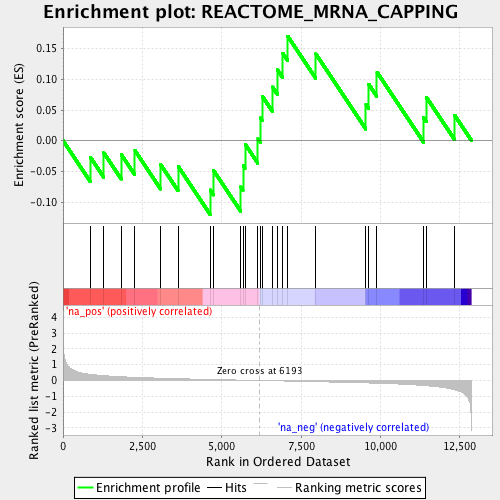 Enrichment plot: REACTOME_MRNA_CAPPING
Enrichment score (ES)
0.15
0.10
0.05
0.00
-0.05
-0.10
'na_pos' (positively correlated)
Ranked list metric (PreRanked)
4
3
2
1
0
-1
-2
-3
Zero cross at 6193
'na_neg' (negatively correlated)
0
2,500
5,000
7,500
10,000
12,500
Rank in Ordered Dataset
Enrichment profile
Hits
Ranking metric scores